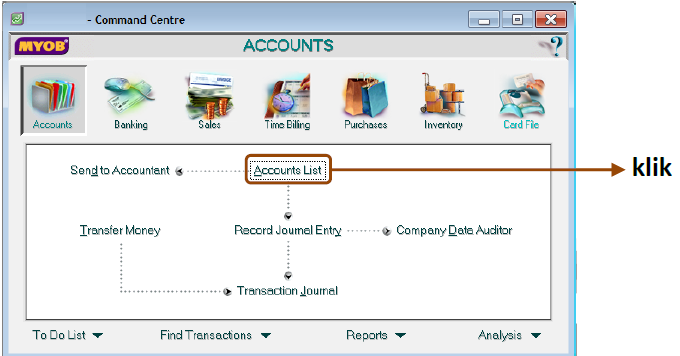 - Command Centre
MYOB
ACCOUNTS
?
Accounts
Banking
Sales
Time Billing
Purchases
Inventory
Card File
Send to Accountant
Accounts List
klik
Transfer Money
Record Journal Entry
Company Data Auditor
Transaction Journal
To Do List
Find Transactions
Reports
Analysis